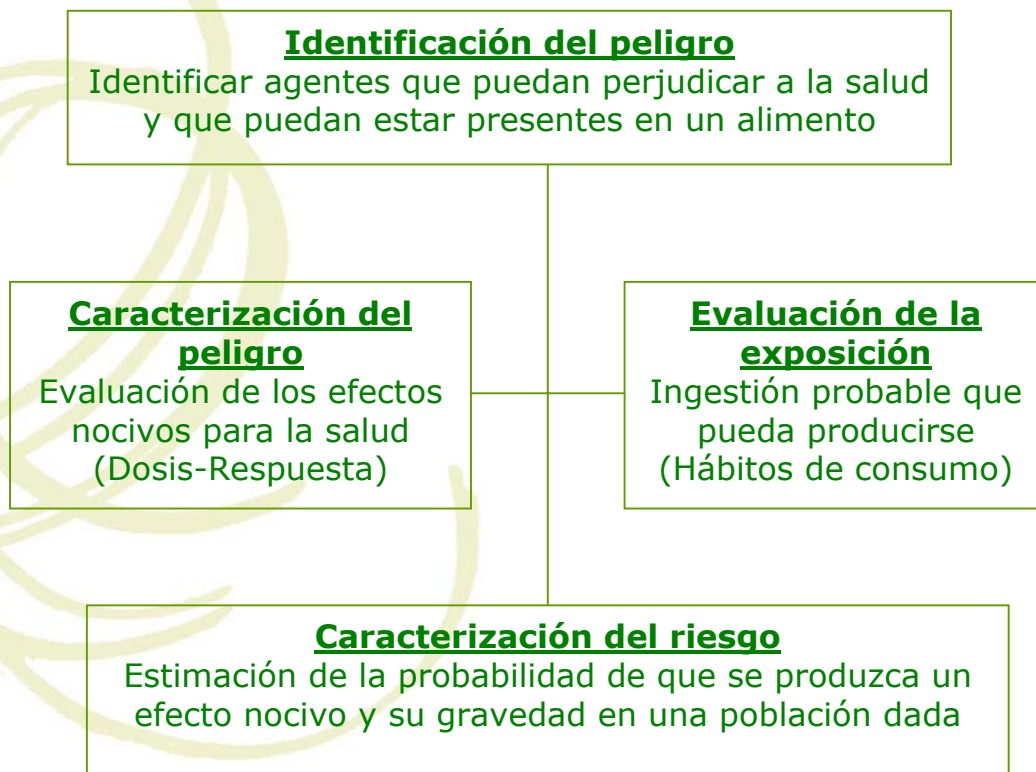 Identificación del peligro
Identificar agentes que puedan perjudicar a la salud
y que puedan estar presentes en un alimento
Caracterización del
peligro
Evaluación de los efectos
nocivos para la salud
(Dosis-Respuesta)
Evaluación de la
exposición
Ingestión probable que
pueda producirse
(Hábitos de consumo)
Caracterización del riesgo
Estimación de la probabilidad de que se produzca un
efecto nocivo y su gravedad en una población dada